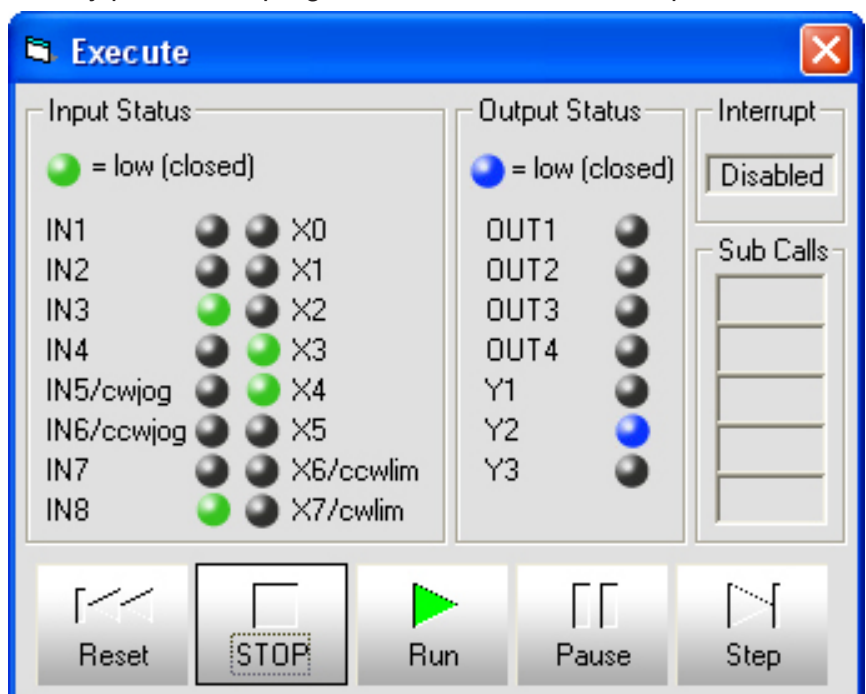 Execute
Input Status
= low (closed)
IN1 X0
IN2 X1
IN3 X2
IN4 X3
IN5/cwjog X4
IN6/ccwjog X5
IN7 X6/ccwlim
IN8 X7/cwlim
Output Status
= low (closed)
OUT1
OUT2
OUT3
OUT4
Y1
Y2
Y3
Interrupt
Disabled
Sub Calls
Reset
STOP
Run
Pause
Step